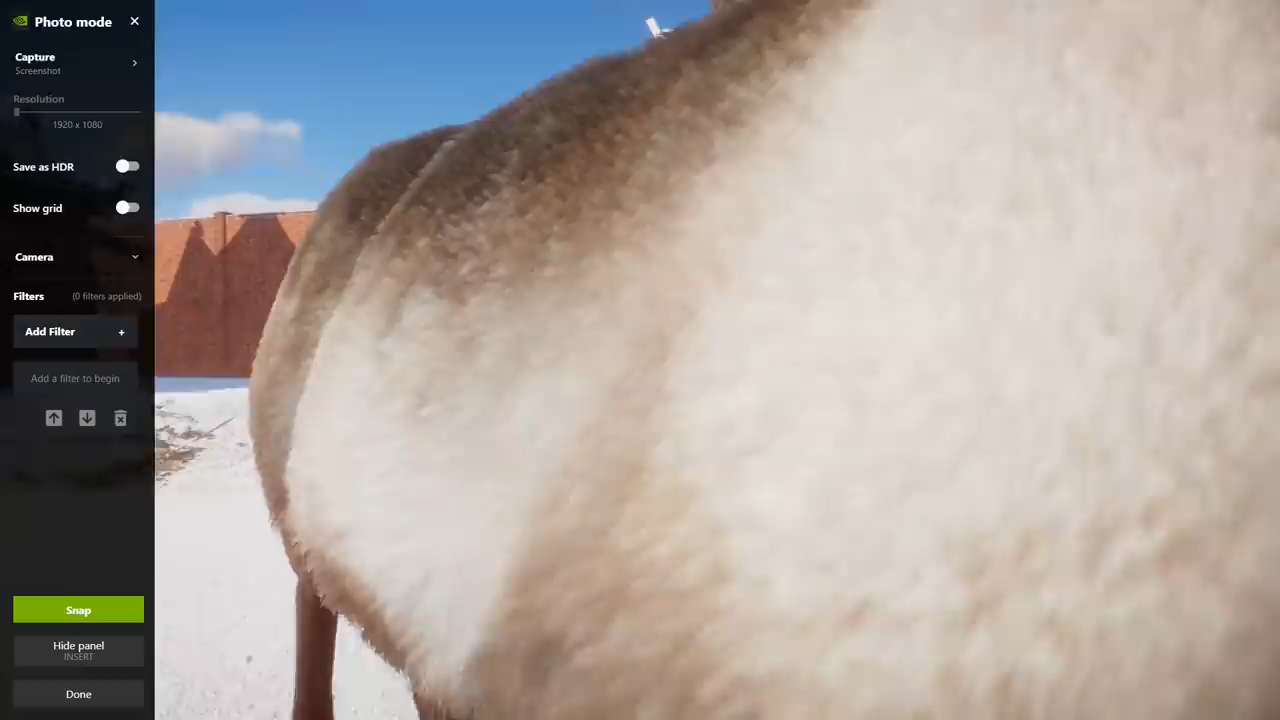 Photo mode
Capture
Screenshot
Resolution
1920 x 1080
Save as HDR
Show grid
Camera
Filters (0 filters applied)
Add Filter +
Add a filter to begin
Snap
Hide panel
INSERT
Done